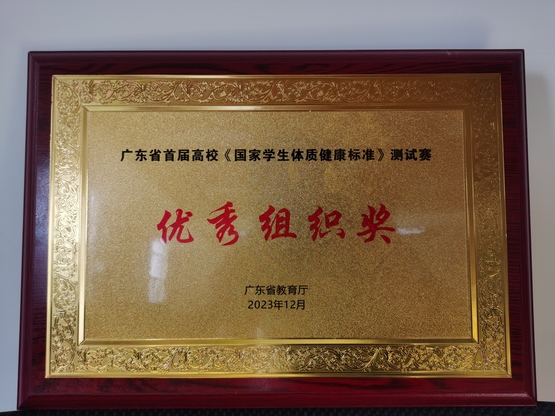 广东省首届高校《国家学生体质健康标准》测试赛
优秀组织奖
广东省教育厅
2023年12月